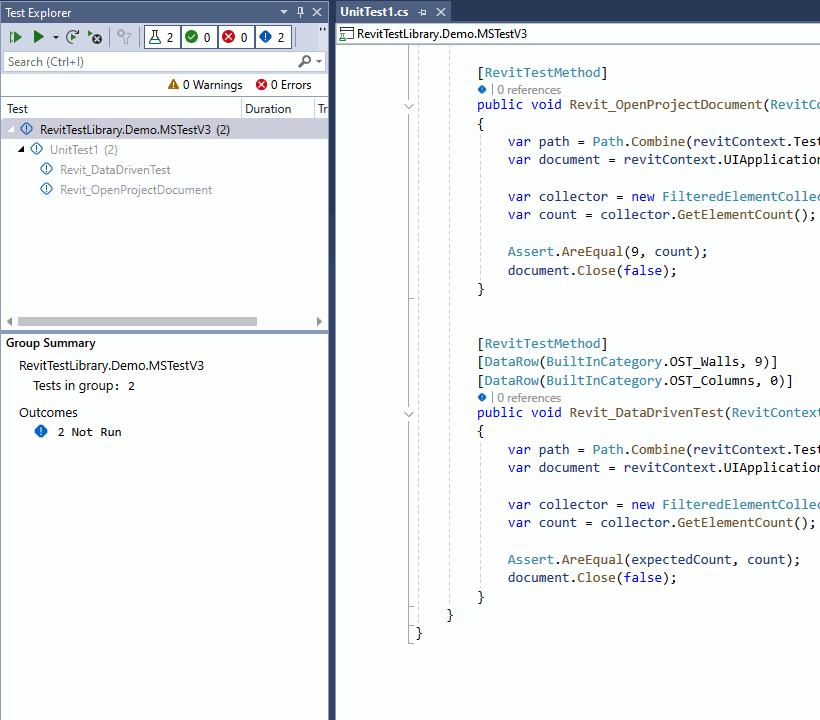 Test Explorer
2 0 0 2
Search (Ctrl+I)
0 Warnings 0 Errors
Test Duration Tr
RevitTestLibrary.Demo.MSTestV3 (2)
UnitTest1 (2)
Revit_DataDrivenTest
Revit_OpenProjectDocument
Group Summary
RevitTestLibrary.Demo.MSTestV3
Tests in group: 2
Outcomes
2 Not Run
UnitTest1.cs
RevitTestLibrary.Demo.MSTestV3
[RevitTestMethod]
| 0 references
public void Revit_OpenProjectDocument(RevitCo
{
var path = Path.Combine(revitContext.Test
var document = revitContext.UIApplication
var collector = new FilteredElementCollec
var count = collector.GetElementCount();
Assert.AreEqual(9, count);
document.Close(false);
}
[RevitTestMethod]
[DataRow(BuiltInCategory.OST_Walls, 9)]
[DataRow(BuiltInCategory.OST_Columns, 0)]
| 0 references
public void Revit_DataDrivenTest(RevitContext
{
var path = Path.Combine(revitContext.Test
var document = revitContext.UIApplication
var collector = new FilteredElementCollec
var count = collector.GetElementCount();
Assert.AreEqual(expectedCount, count);
document.Close(false);
}
}
}